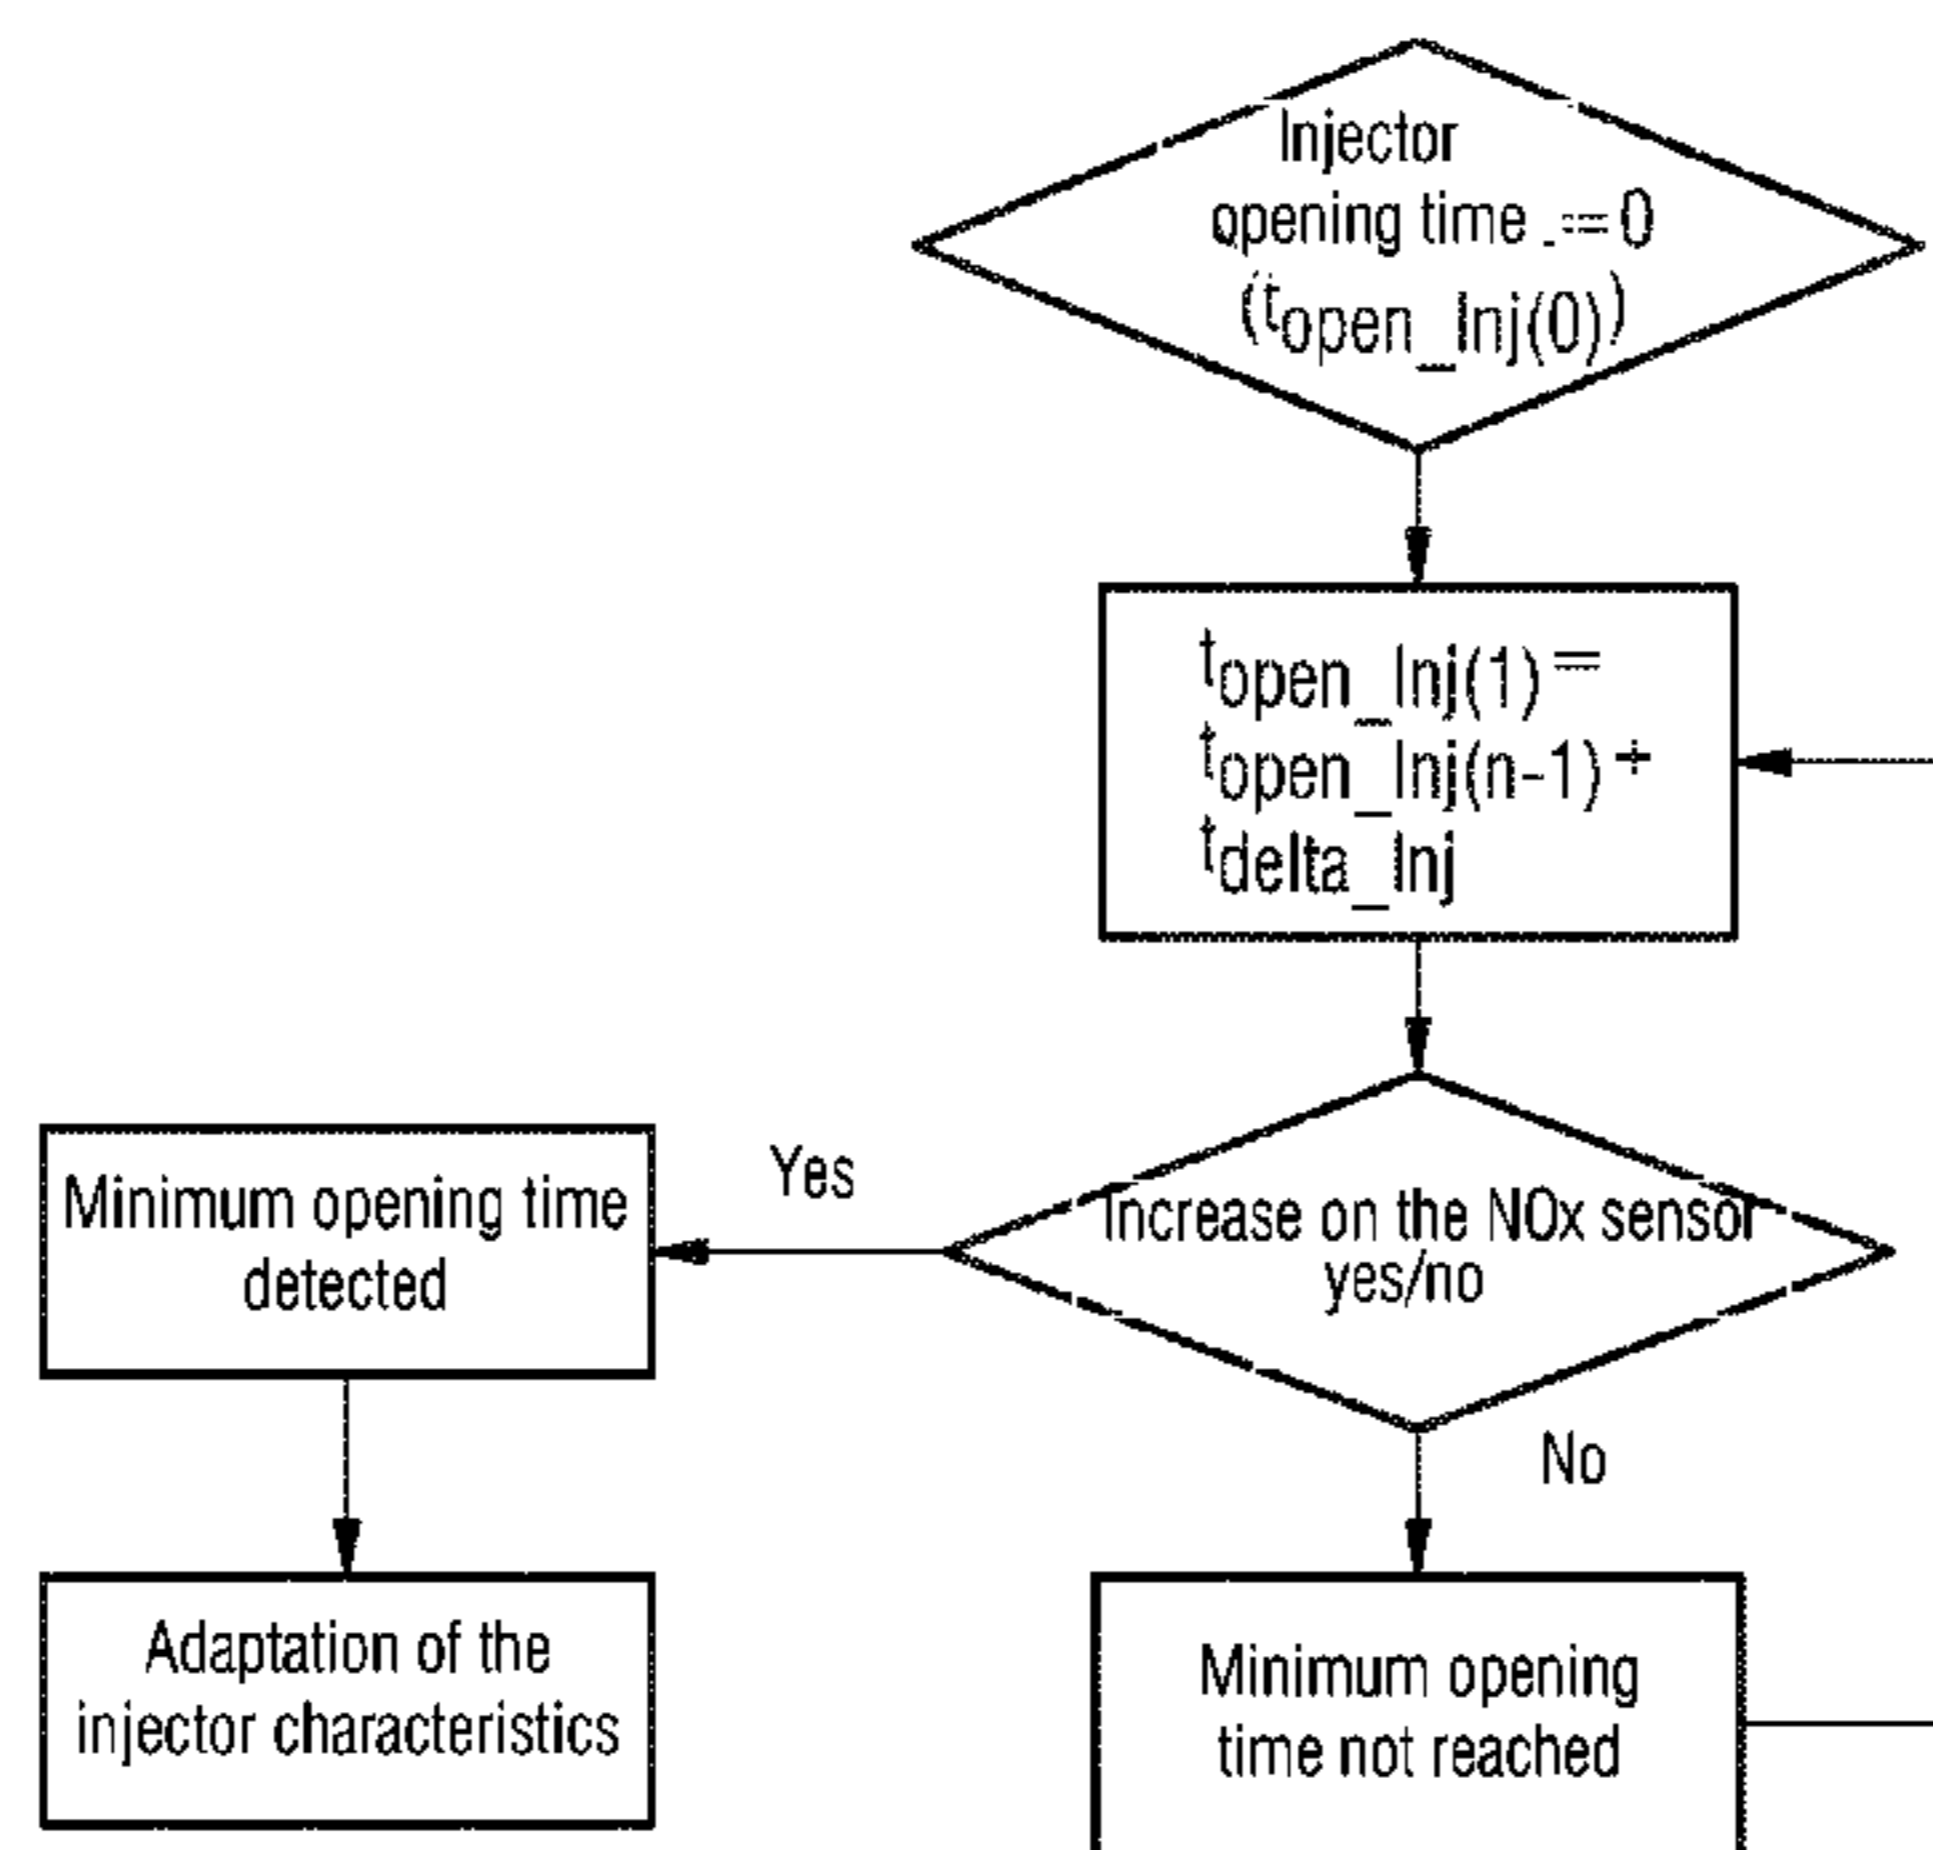 Injector
opening time := 0
(topen_Inj(0))
topen_Inj(1) =
topen_Inj(n-1) +
tdelta_Inj
Yes
Increase on the NOx sensor
yes/no
Minimum opening time
detected
No
Adaptation of the
injector characteristics
Minimum opening
time not reached